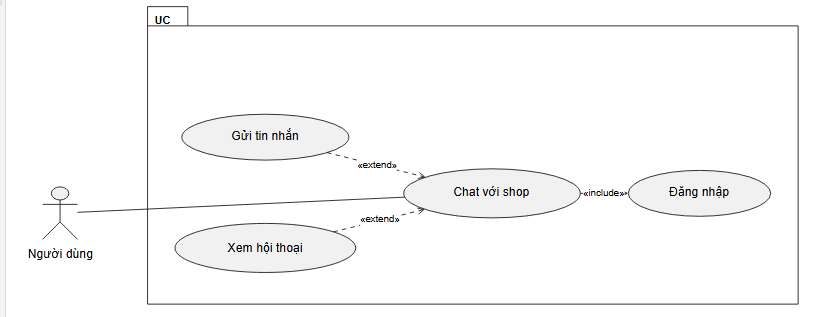 UC
Gửi tin nhắn
«extend»
Chat với shop
«include»
Đăng nhập
«extend»
Xem hội thoại
Người dùng